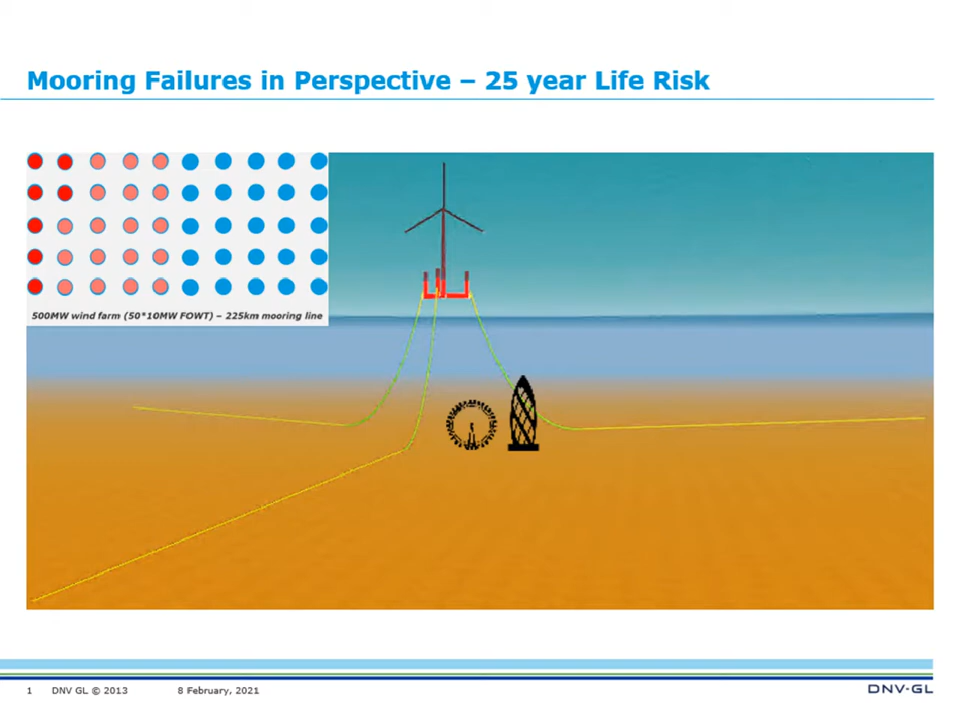 Mooring Failures in Perspective – 25 year Life Risk
500MW wind farm (50*10MW FOWT) – 225km mooring line
1 DNV GL © 2013 8 February, 2021 DNV·GL